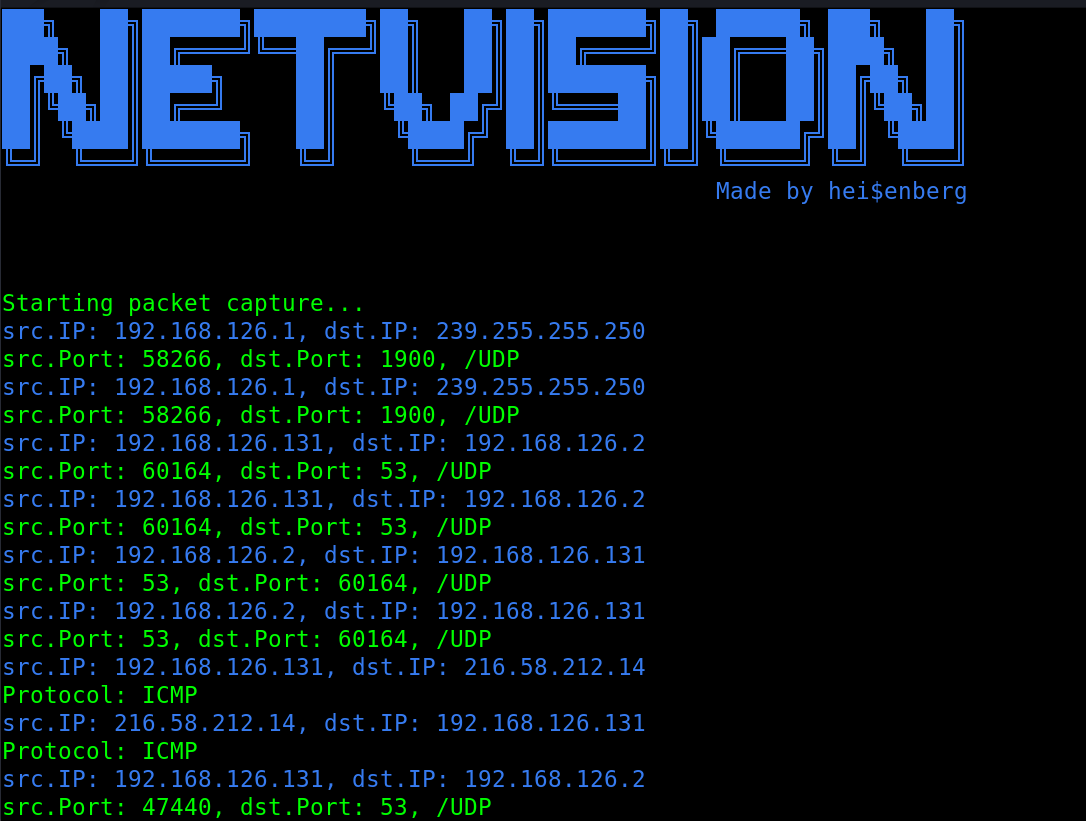 NETVISION
Made by hei$enberg
Starting packet capture...
src.IP: 192.168.126.1, dst.IP: 239.255.255.250
src.Port: 58266, dst.Port: 1900, /UDP
src.IP: 192.168.126.1, dst.IP: 239.255.255.250
src.Port: 58266, dst.Port: 1900, /UDP
src.IP: 192.168.126.131, dst.IP: 192.168.126.2
src.Port: 60164, dst.Port: 53, /UDP
src.IP: 192.168.126.131, dst.IP: 192.168.126.2
src.Port: 60164, dst.Port: 53, /UDP
src.IP: 192.168.126.2, dst.IP: 192.168.126.131
src.Port: 53, dst.Port: 60164, /UDP
src.IP: 192.168.126.2, dst.IP: 192.168.126.131
src.Port: 53, dst.Port: 60164, /UDP
src.IP: 192.168.126.131, dst.IP: 216.58.212.14
Protocol: ICMP
src.IP: 216.58.212.14, dst.IP: 192.168.126.131
Protocol: ICMP
src.IP: 192.168.126.131, dst.IP: 192.168.126.2
src.Port: 47440, dst.Port: 53, /UDP